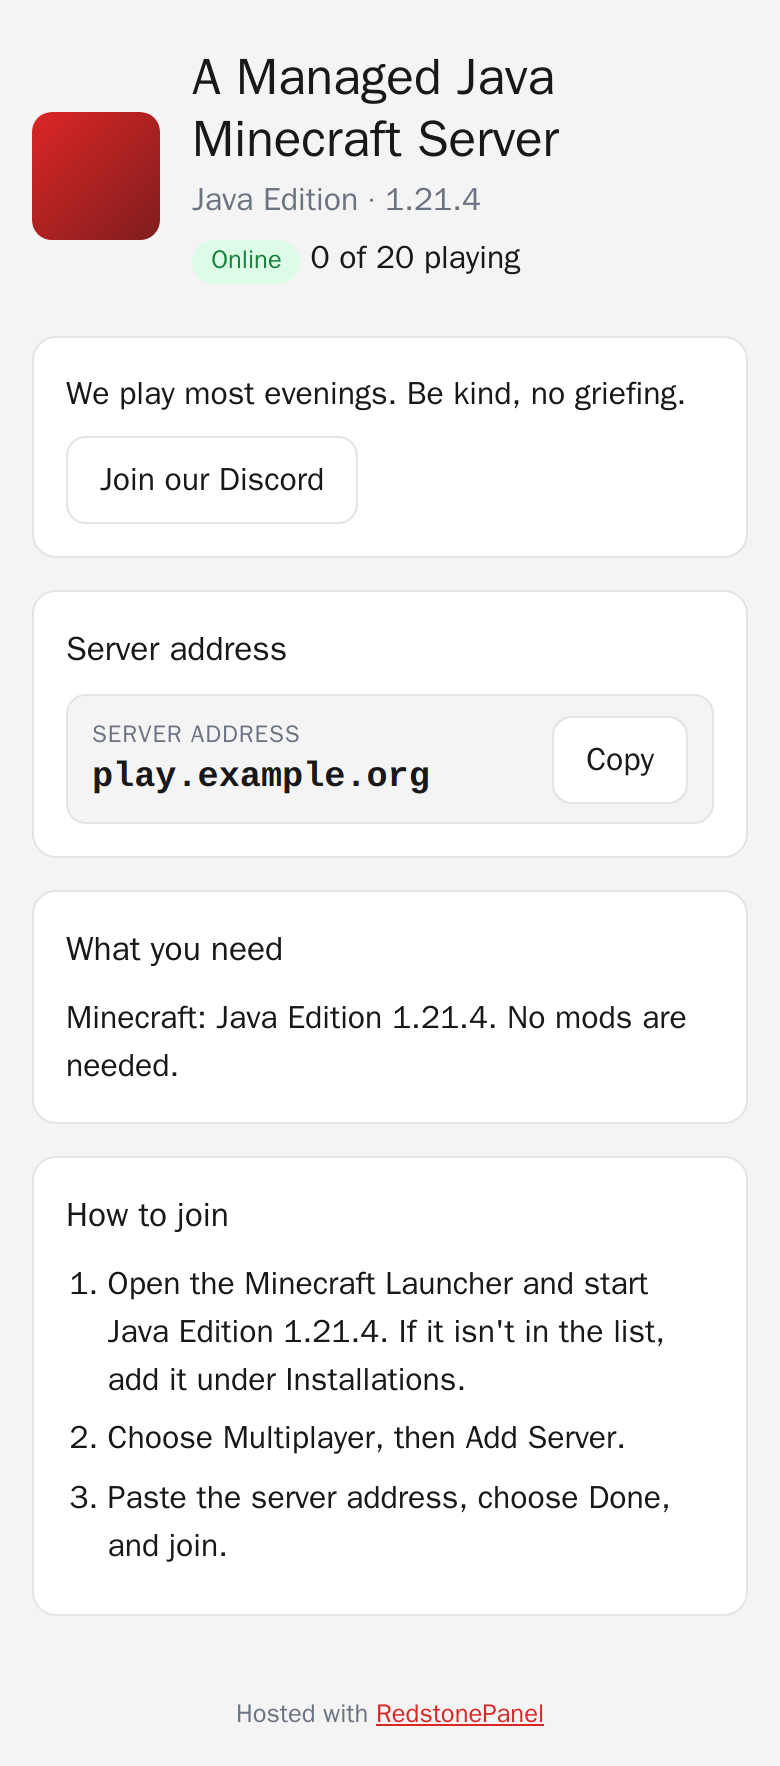 A Managed Java
Minecraft Server
Java Edition · 1.21.4
Online 0 of 20 playing
We play most evenings. Be kind, no griefing.
Join our Discord
Server address
SERVER ADDRESS
play.example.org
Copy
What you need
Minecraft: Java Edition 1.21.4. No mods are
needed.
How to join
1. Open the Minecraft Launcher and start
Java Edition 1.21.4. If it isn't in the list,
add it under Installations.
2. Choose Multiplayer, then Add Server.
3. Paste the server address, choose Done,
and join.
Hosted with RedstonePanel